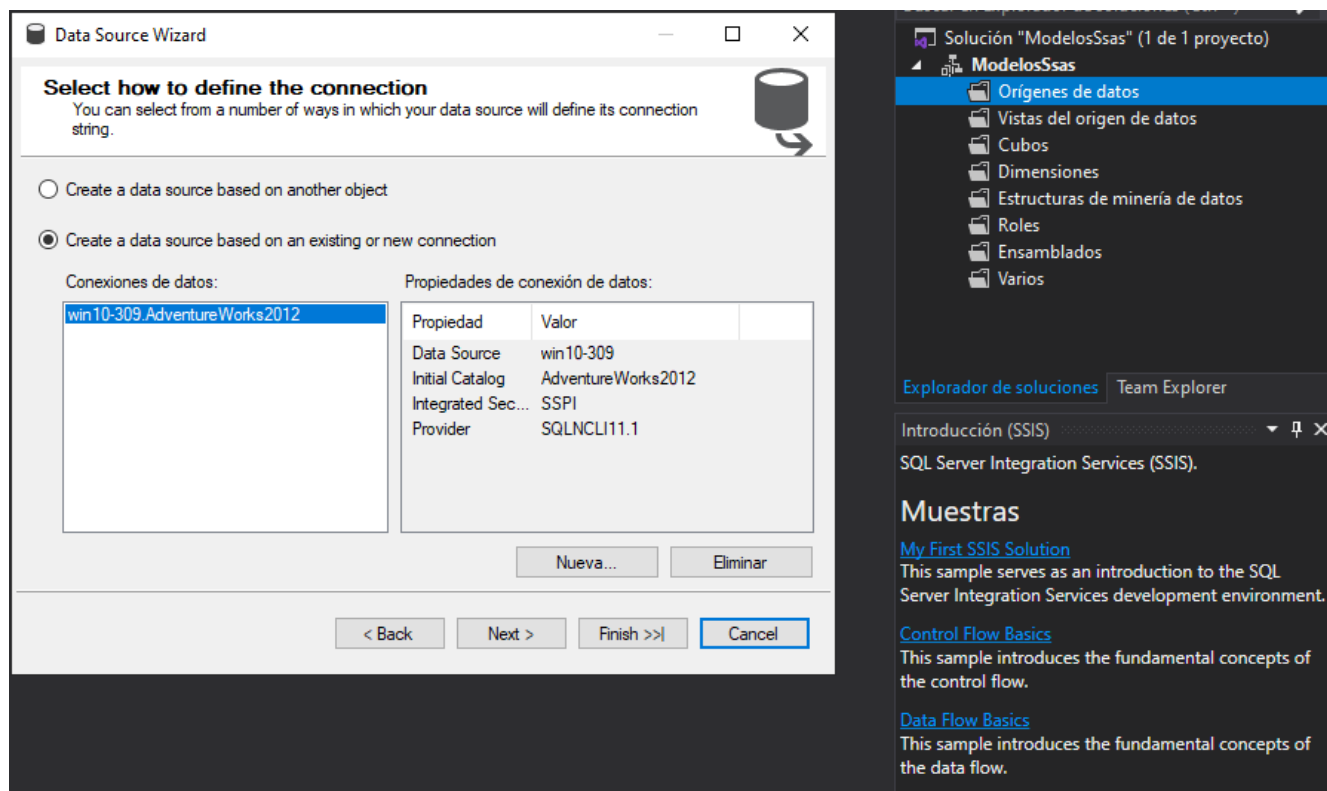 Data Source Wizard
Select how to define the connection
You can select from a number of ways in which your data source will define its connection
string.
Create a data source based on another object
Create a data source based on an existing or new connection
Conexiones de datos:
win10-309.AdventureWorks2012
Propiedades de conexión de datos:
Propiedad Valor
Data Source win10-309
Initial Catalog AdventureWorks2012
Integrated Sec... SSPI
Provider SQLNCLI11.1
Nueva... Eliminar
< Back Next > Finish >>| Cancel
Solución "ModelosSsas" (1 de 1 proyecto)
ModelosSsas
Orígenes de datos
Vistas del origen de datos
Cubos
Dimensiones
Estructuras de minería de datos
Roles
Ensamblados
Varios
Explorador de soluciones Team Explorer
Introducción (SSIS)
SQL Server Integration Services (SSIS).
Muestras
My First SSIS Solution
This sample serves as an introduction to the SQL
Server Integration Services development environment.
Control Flow Basics
This sample introduces the fundamental concepts of
the control flow.
Data Flow Basics
This sample introduces the fundamental concepts of
the data flow.